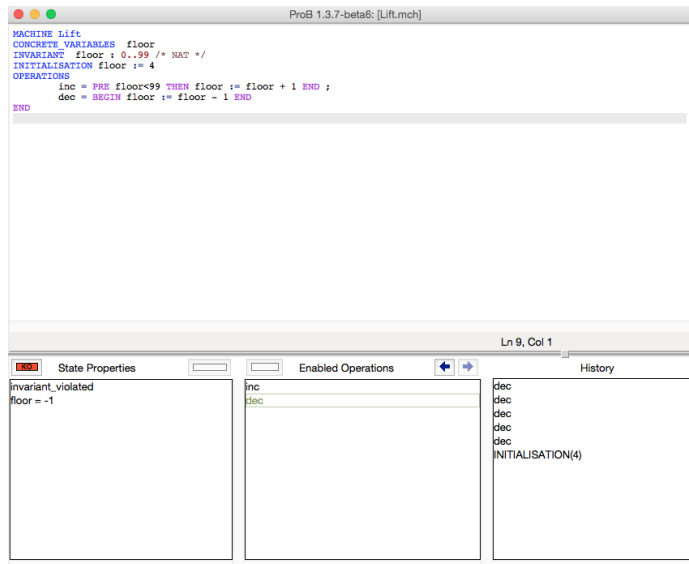 ProB 1.3.7-beta6: [Lift.mch]
MACHINE Lift
CONCRETE_VARIABLES  floor
INVARIANT  floor : 0..99 /* NAT */
INITIALISATION floor := 4
OPERATIONS
inc = PRE floor<99 THEN floor := floor + 1 END ;
dec = BEGIN floor := floor - 1 END
END
Ln 9, Col 1
KO State Properties
invariant_violated
floor = -1
Enabled Operations
inc
dec
History
dec
dec
dec
dec
dec
INITIALISATION(4)